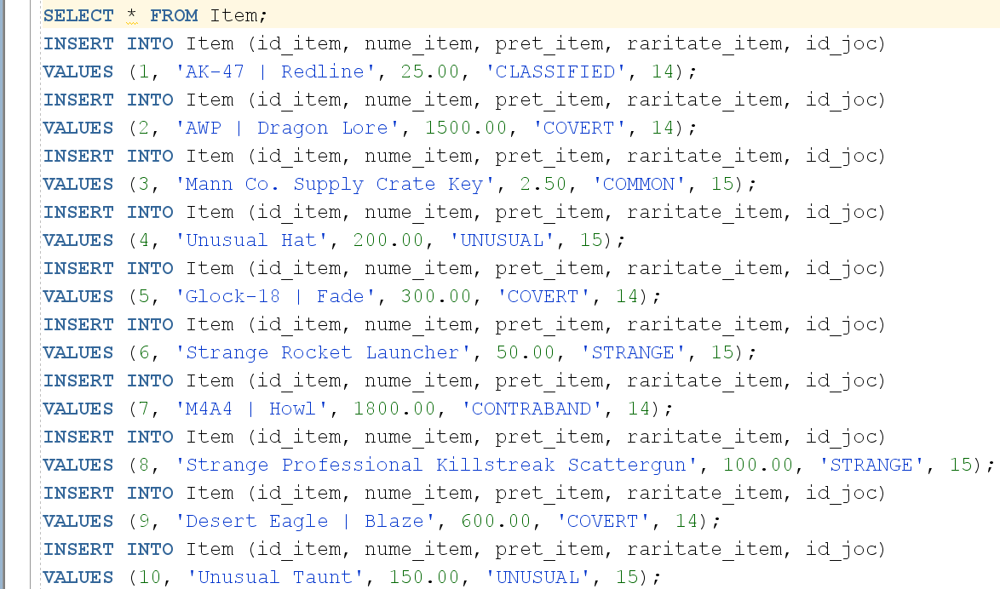 SELECT * FROM Item;
INSERT INTO Item (id_item, nume_item, pret_item, raritate_item, id_joc)
VALUES (1, 'AK-47 | Redline', 25.00, 'CLASSIFIED', 14);
INSERT INTO Item (id_item, nume_item, pret_item, raritate_item, id_joc)
VALUES (2, 'AWP | Dragon Lore', 1500.00, 'COVERT', 14);
INSERT INTO Item (id_item, nume_item, pret_item, raritate_item, id_joc)
VALUES (3, 'Mann Co. Supply Crate Key', 2.50, 'COMMON', 15);
INSERT INTO Item (id_item, nume_item, pret_item, raritate_item, id_joc)
VALUES (4, 'Unusual Hat', 200.00, 'UNUSUAL', 15);
INSERT INTO Item (id_item, nume_item, pret_item, raritate_item, id_joc)
VALUES (5, 'Glock-18 | Fade', 300.00, 'COVERT', 14);
INSERT INTO Item (id_item, nume_item, pret_item, raritate_item, id_joc)
VALUES (6, 'Strange Rocket Launcher', 50.00, 'STRANGE', 15);
INSERT INTO Item (id_item, nume_item, pret_item, raritate_item, id_joc)
VALUES (7, 'M4A4 | Howl', 1800.00, 'CONTRABAND', 14);
INSERT INTO Item (id_item, nume_item, pret_item, raritate_item, id_joc)
VALUES (8, 'Strange Professional Killstreak Scattergun', 100.00, 'STRANGE', 15);
INSERT INTO Item (id_item, nume_item, pret_item, raritate_item, id_joc)
VALUES (9, 'Desert Eagle | Blaze', 600.00, 'COVERT', 14);
INSERT INTO Item (id_item, nume_item, pret_item, raritate_item, id_joc)
VALUES (10, 'Unusual Taunt', 150.00, 'UNUSUAL', 15);